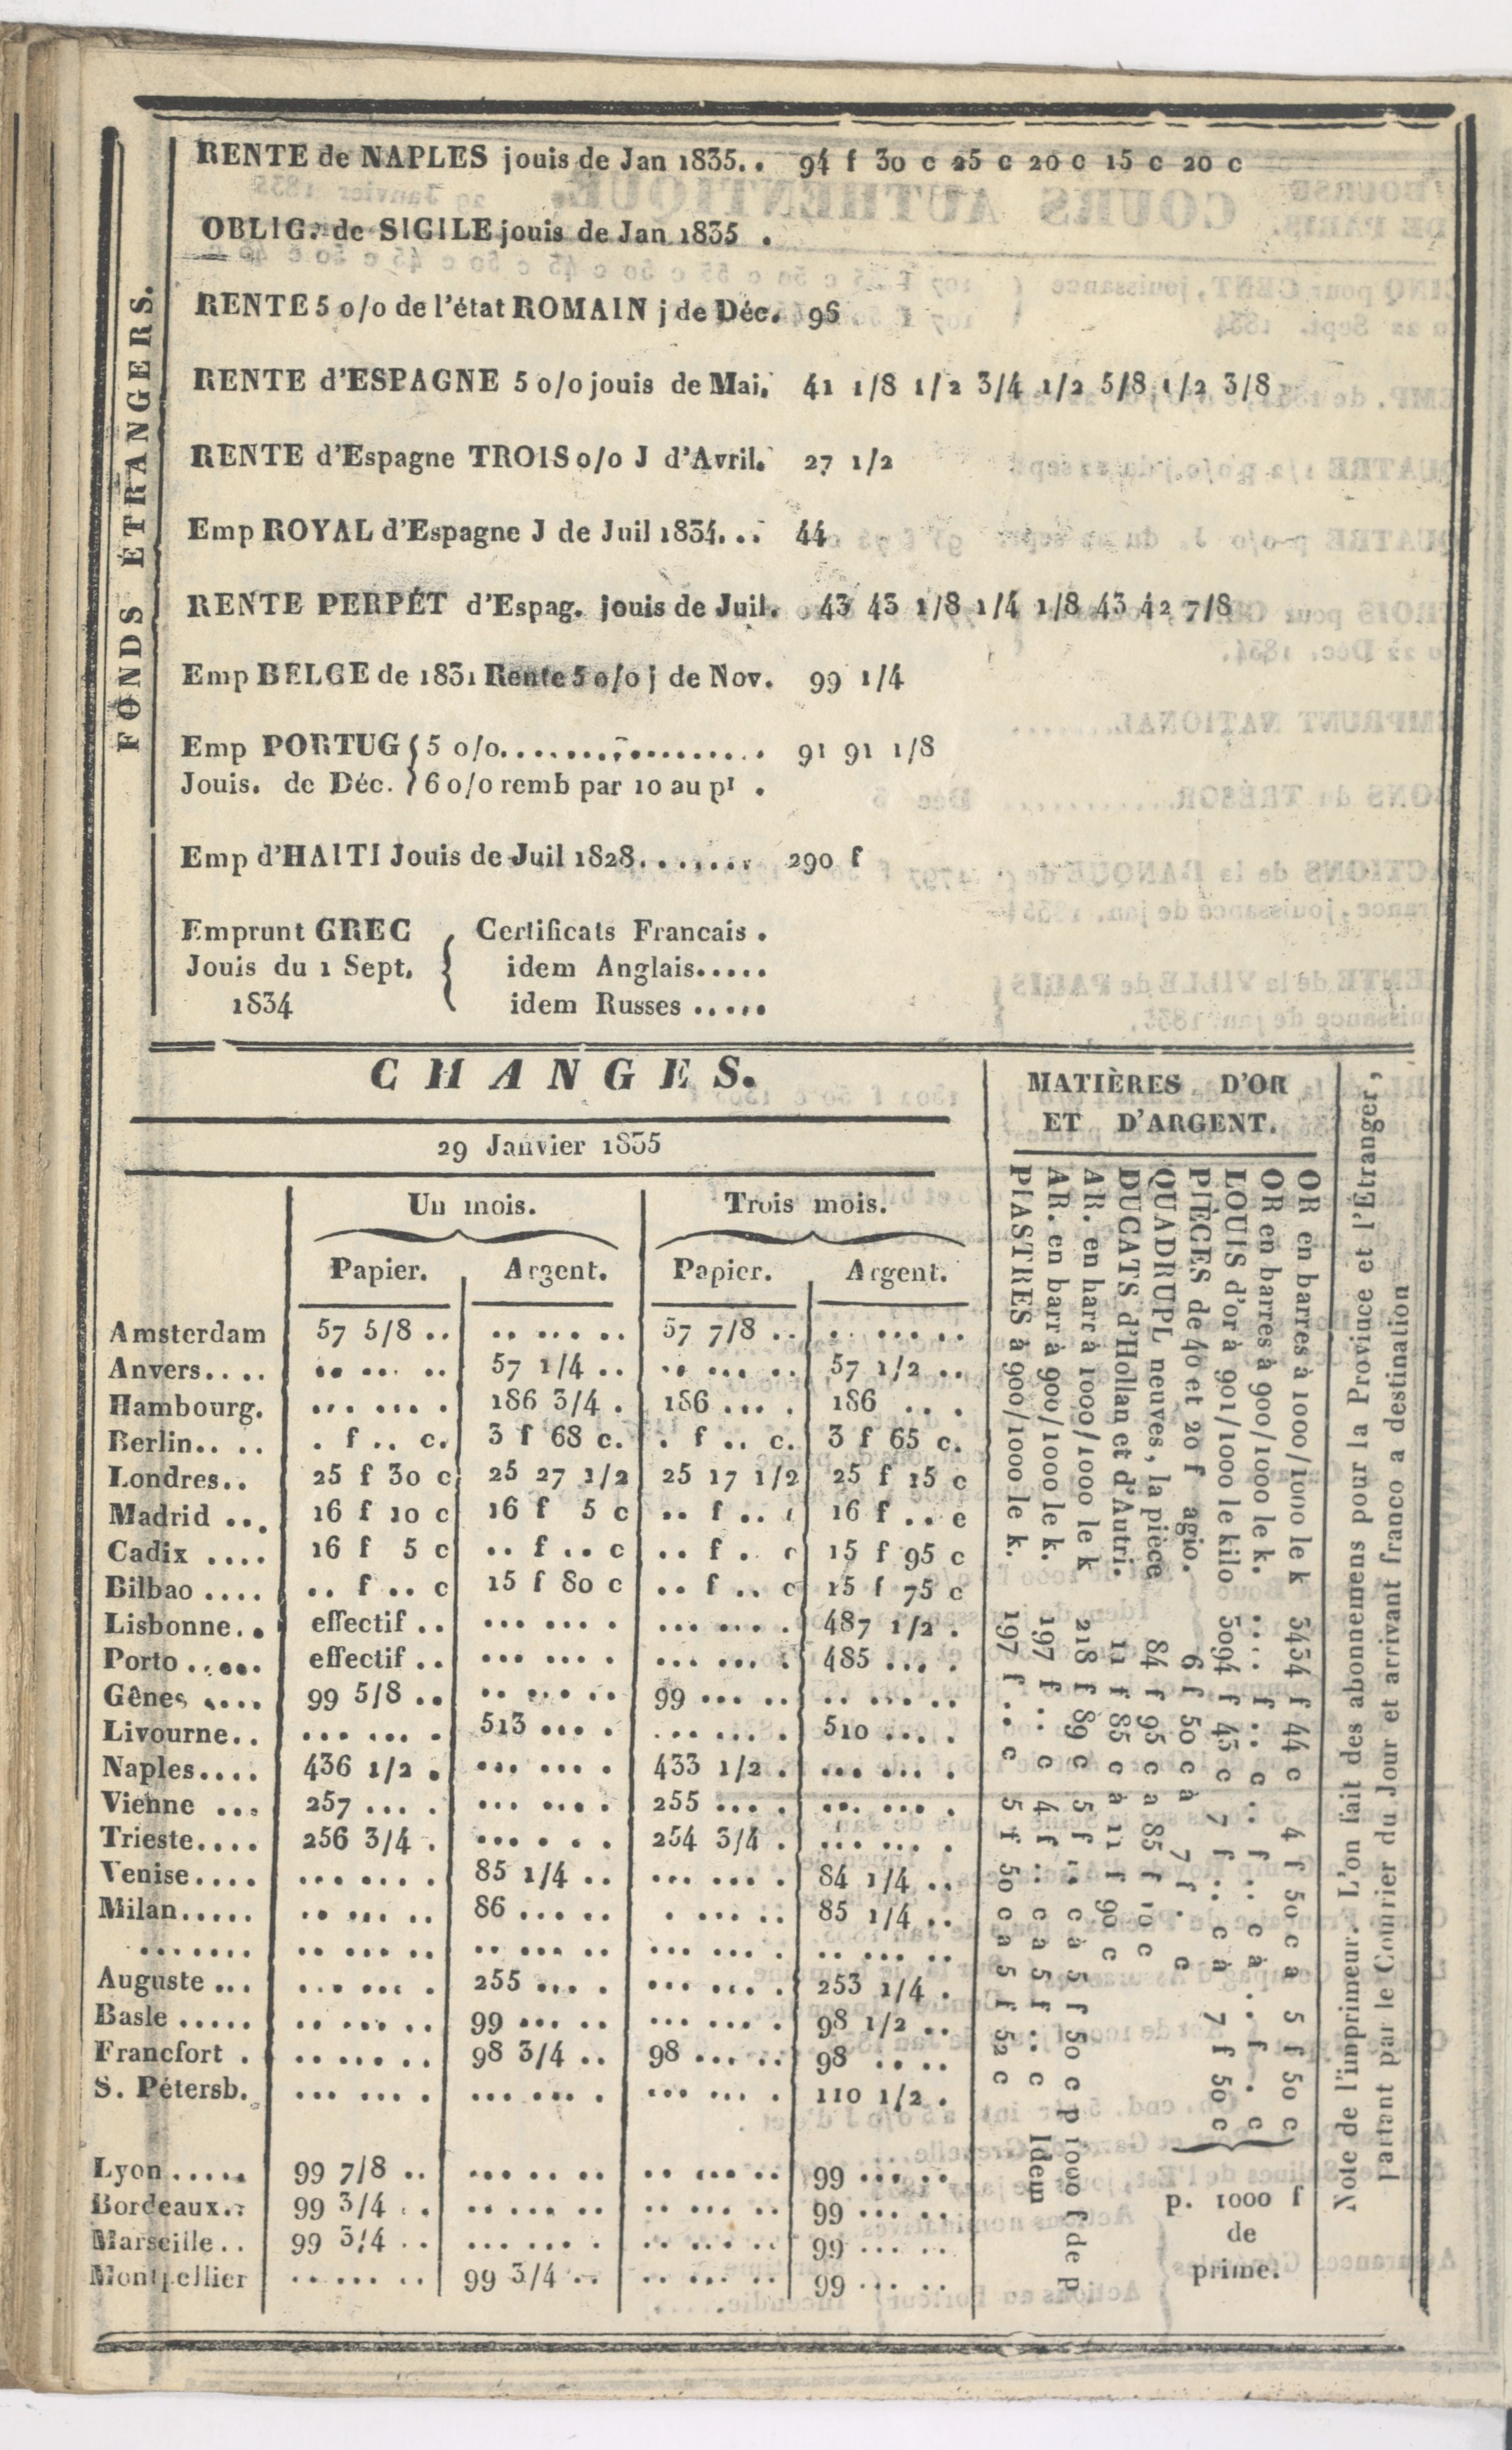 FONDS ÉTRANGERS.
RENTE de NAPLES jouis de Jan 1835.. 94 f 30 c 25 c 20 c 15 c 20 c
OBLIG. de SICILE jouis de Jan 1835 .
RENTE 5 o/o de l'état ROMAIN j de Déc. 96
RENTE d'ESPAGNE 5 o/o jouis de Mai. 41 1/8 1/2 3/4 1/2 5/8 1/2 3/8
RENTE d'Espagne TROIS o/o J d'Avril. 27 1/2
Emp ROYAL d'Espagne J de Juil 1834... 44
RENTE PERPÉT d'Espag. jouis de Juil. 43 43 1/8 1/4 1/8 43 42 7/8
Emp BELGE de 1831 Rente 5 o/o j de Nov. 99 1/4
Emp PORTUG { 5 o/o.................. 91 91 1/8
Jouis. de Déc. } 6 o/o remb par 10 au pr .
Emp d'HAITI Jouis de Juil 1828....... 290 f
Emprunt GREC { Certificats Francais .
Jouis du 1 Sept. { idem Anglais.....
1834 idem Russes .....
CHANGES.
29 Janvier 1835
Un mois. Trois mois.
Papier. Argent. Papier. Argent.
Amsterdam 57 5/8 .. .. ... .. 57 7/8 .. .. ... ..
Anvers.... .. ... .. 57 1/4 .. .. ... .. 57 1/2 ..
Hambourg. ... ... . 186 3/4 . 186 ... . 186 ... .
Berlin.. .. . f .. c. 3 f 68 c. . f .. c. 3 f 65 c.
Londres.. 25 f 30 c 25 27 1/2 25 17 1/2 25 f 15 c
Madrid ... 16 f 10 c 16 f 5 c .. f .. c 16 f .. c
Cadix .... 16 f 5 c .. f .. c .. f . c 15 f 95 c
Bilbao .... .. f .. c 15 f 80 c .. f .. c 15 f 75 c
Lisbonne.. effectif .. ... ... . ... ... . 487 1/2 .
Porto ..... effectif .. ... ... . ... ... . 485 ... .
Gênes .... 99 5/8 .. .. ... .. 99 ... .. .. ... ..
Livourne.. ... ... . 513 ... . ... ... . 510 ... .
Naples.... 436 1/2 . ... ... . 433 1/2 . ... ... .
Vienne ... 257 ... . ... ... . 255 ... . ... ... .
Trieste.... 256 3/4 . ... . . . 254 3/4 . ... ... .
Venise.... ... ... . 85 1/4 .. ... ... . 84 1/4 ..
Milan..... .. ... .. 86 ... .. . ... .. 85 1/4 ..
....... .. ... .. .. ... .. ... ... . .. ... ..
Auguste ... ... ... . 255 ... . ... ... . 253 1/4 .
Basle ..... .. ... .. 99 ... .. ... ... . 98 1/2 ..
Francfort . .. ... .. 98 3/4 .. 98 ... .. 98 .. ..
S. Pétersb. ... ... . ... ... . ... ... . 110 1/2 .
Lyon ..... 99 7/8 .. ... .. .. .. ... .. 99 ... ..
Bordeaux.. 99 3/4 . . .. ... .. .. ... .. 99 ... ..
Marseille.. 99 3/4 .. ... ... . .. ... .. 99 ... ..
Montpellier .. ... .. 99 3/4 .. .. ... .. 99 ... ..
MATIÈRES D'OR
ET D'ARGENT.
OR en barres à 1000/1000 le k 3434 f 44 c 4 f 50 c a 5 f 50 c
OR en barres à 900/1000 le k. .... f .. c .. f .. c à .. f . c
LOUIS d'or à 901/1000 le kilo 3094 f 43 c 7 f .. c à 7 f 50 c
PIÈCES de 40 et 20 f agio. 6 f 50 c à 7 f . c
QUADRUPL neuves, la pièce 84 f 95 c a 85 f 10 c
DUCATS d'Hollan et d'Autri. 11 f 85 c à 11 f 90 c
AR. en barr à 1000/1000 le k 218 f 89 c 5 f .. c à 5 f 50 c p 1000 f de p
AR. en barr à 900/1000 le k. 197 f .. c 4 f .. c a 5 f .. c Idem
PIASTRES à 900/1000 le k. 197 f .. c 5 f 50 c a 5 f 52 c
p. 1000 f
de
prime.
Note de l'imprimeur. L'on fait des abonnemens pour la Province et l'Étranger,
partant par le Courrier du Jour et arrivant franco a destination